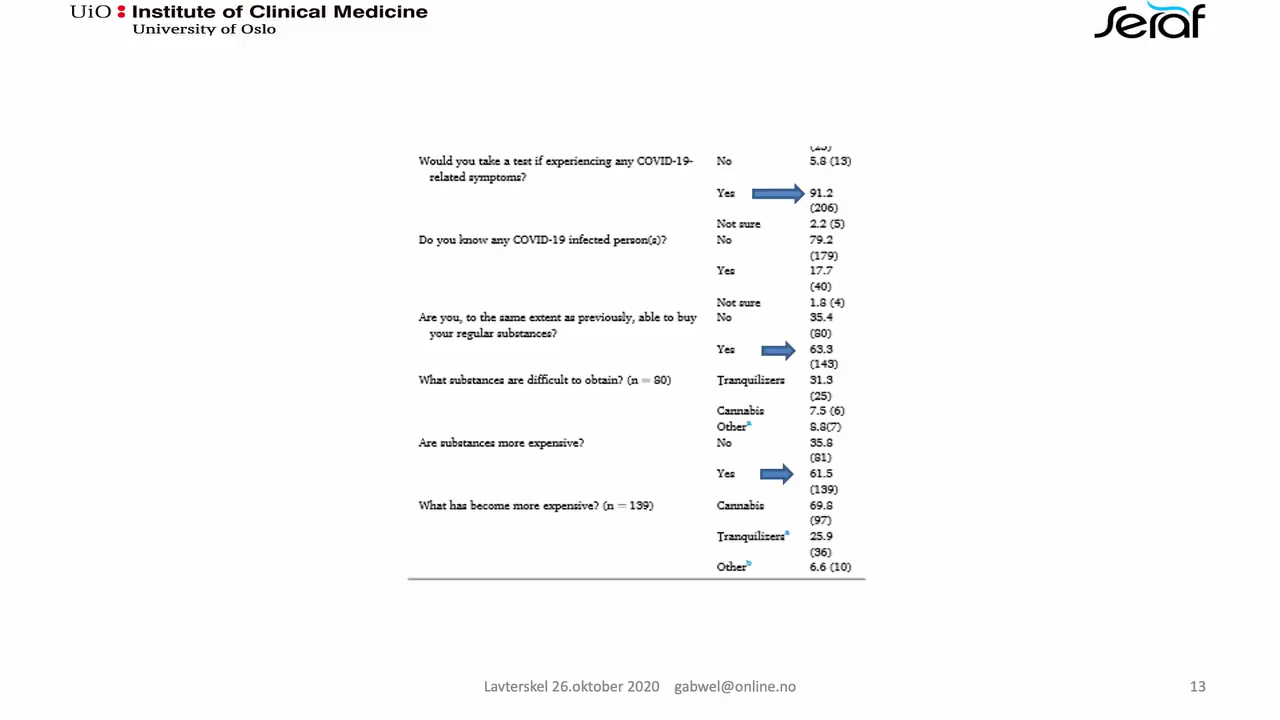 UiO : Institute of Clinical Medicine
University of Oslo
seraf
Would you take a test if experiencing any COVID-19- No 5.8 (13)
related symptoms?
Yes 91.2
(206)
Not sure 2.2 (5)
Do you know any COVID-19 infected person(s)? No 79.2
(179)
Yes 17.7
(40)
Not sure 1.8 (4)
Are you, to the same extent as previously, able to buy No 35.4
your regular substances? (80)
Yes 63.3
(143)
What substances are difficult to obtain? (n = 80) Tranquilizers 31.3
(25)
Cannabis 7.5 (6)
Other a 8.8(7)
Are substances more expensive? No 35.8
(81)
Yes 61.5
(139)
What has become more expensive? (n = 139) Cannabis 69.8
(97)
Tranquilizers a 25.9
(36)
Other b 6.6 (10)
Lavterskel 26.oktober 2020 gabwel@online.no 13